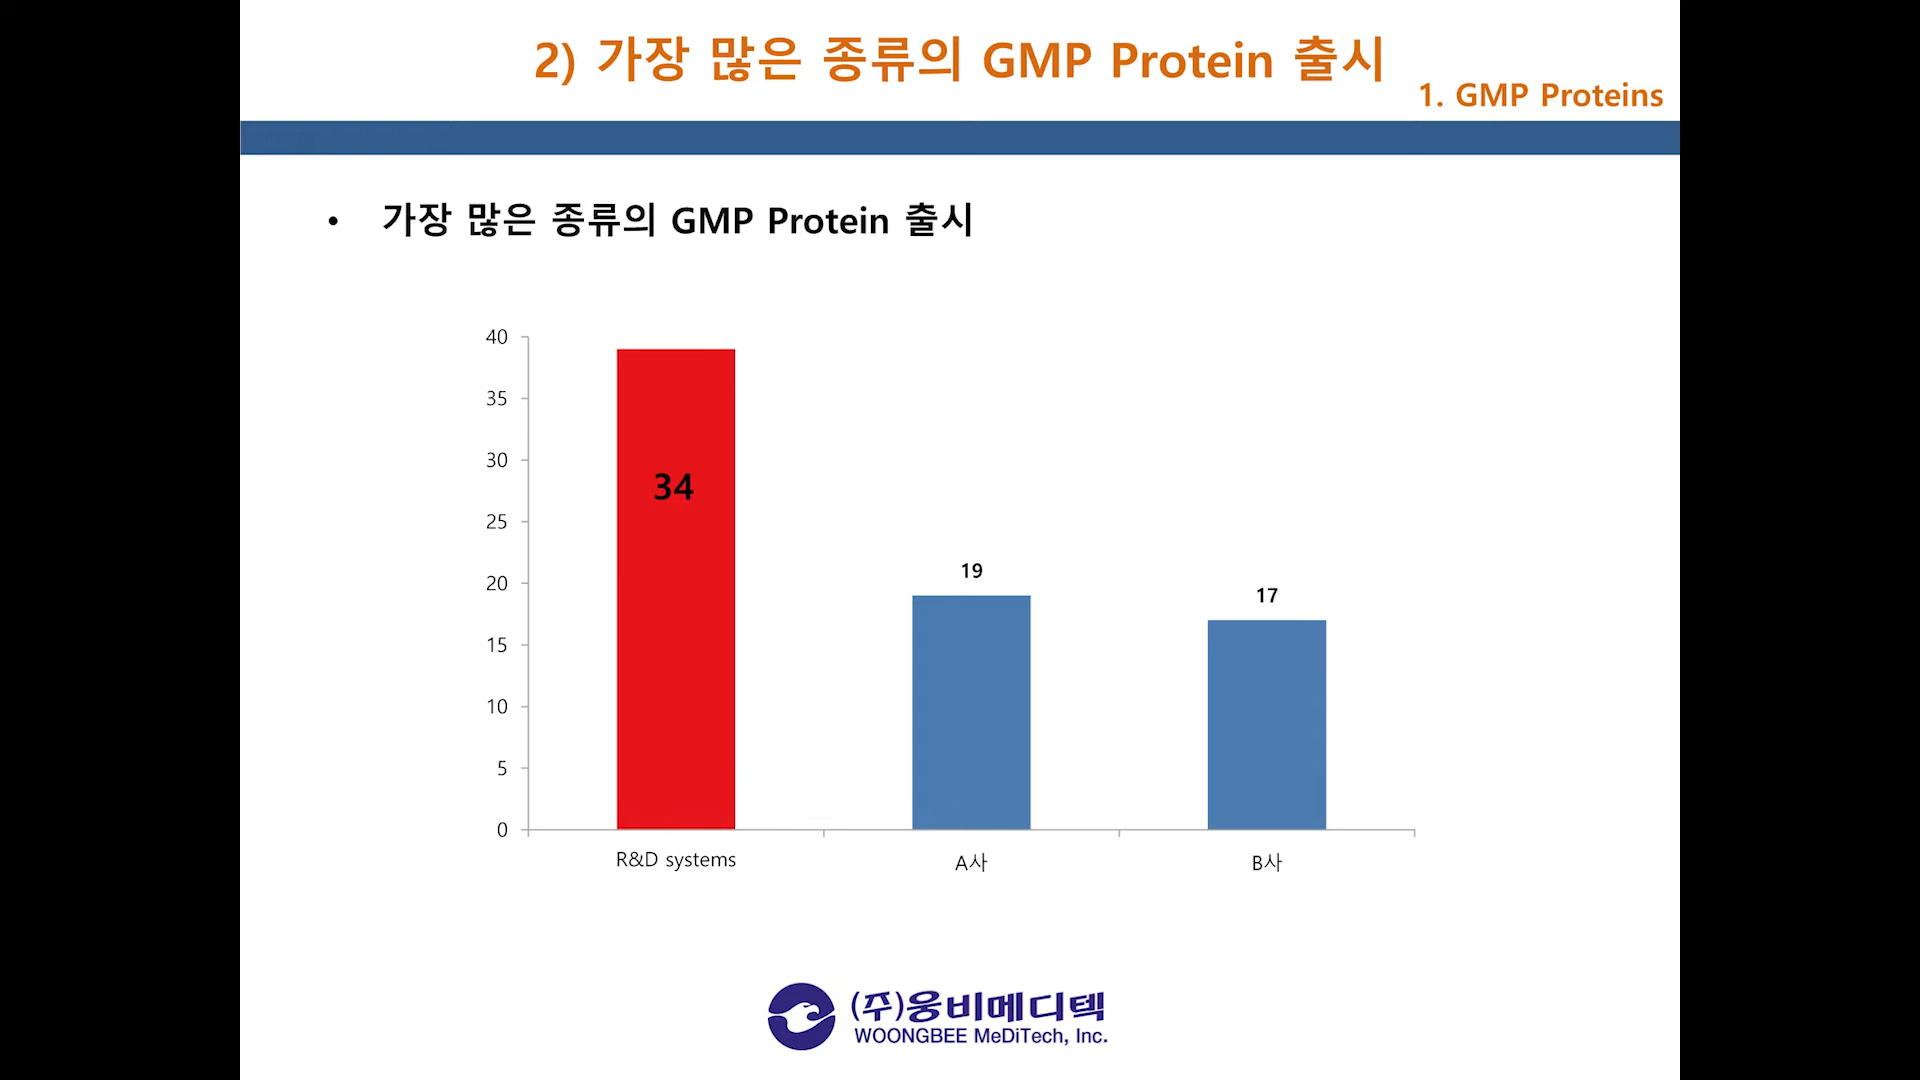 2) 가장 많은 종류의 GMP Protein 출시
1. GMP Proteins
• 가장 많은 종류의 GMP Protein 출시
40
35
30
25
20
15
10
5
0
34
19
17
R&D systems
A사
B사
(주)웅비메디텍
WOONGBEE MeDiTech, Inc.